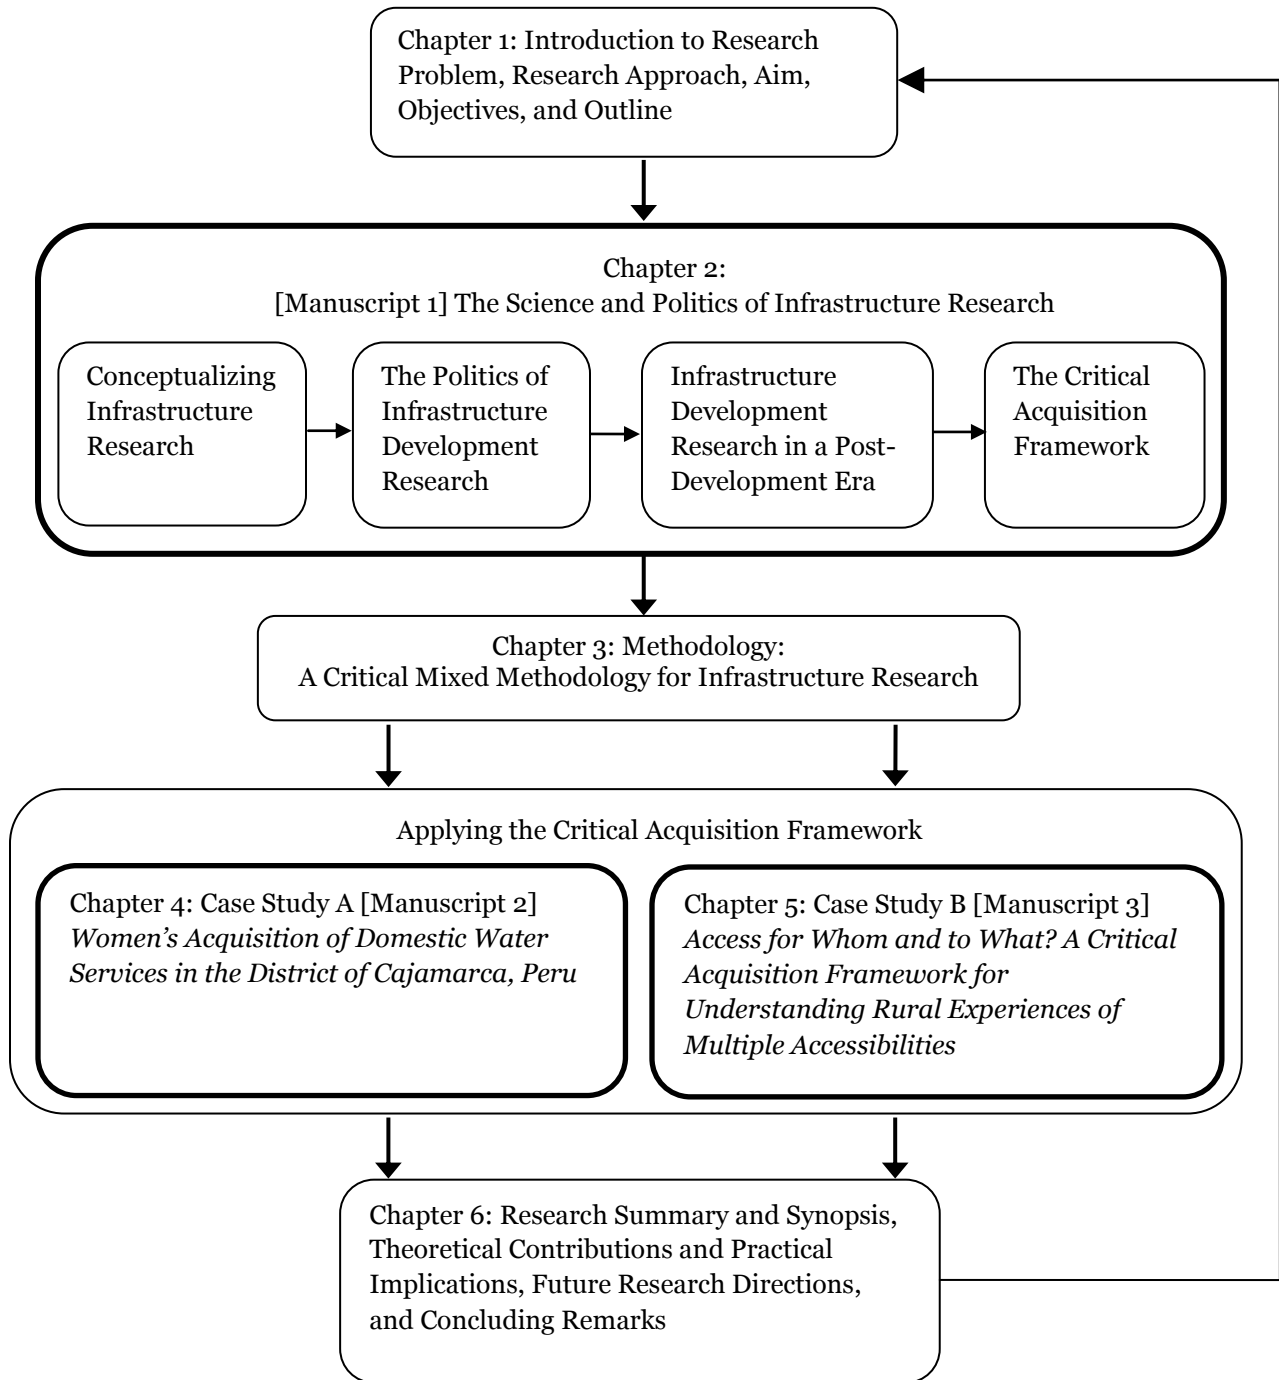 Chapter 1: Introduction to Research
Problem, Research Approach, Aim,
Objectives, and Outline
Chapter 2:
[Manuscript 1] The Science and Politics of Infrastructure Research
Conceptualizing
Infrastructure
Research
The Politics of
Infrastructure
Development
Research
Infrastructure
Development
Research in a Post-
Development Era
The Critical
Acquisition
Framework
Chapter 3: Methodology:
A Critical Mixed Methodology for Infrastructure Research
Applying the Critical Acquisition Framework
Chapter 4: Case Study A [Manuscript 2]
Women’s Acquisition of Domestic Water
Services in the District of Cajamarca, Peru
Chapter 5: Case Study B [Manuscript 3]
Access for Whom and to What? A Critical
Acquisition Framework for
Understanding Rural Experiences of
Multiple Accessibilities
Chapter 6: Research Summary and Synopsis,
Theoretical Contributions and Practical
Implications, Future Research Directions,
and Concluding Remarks